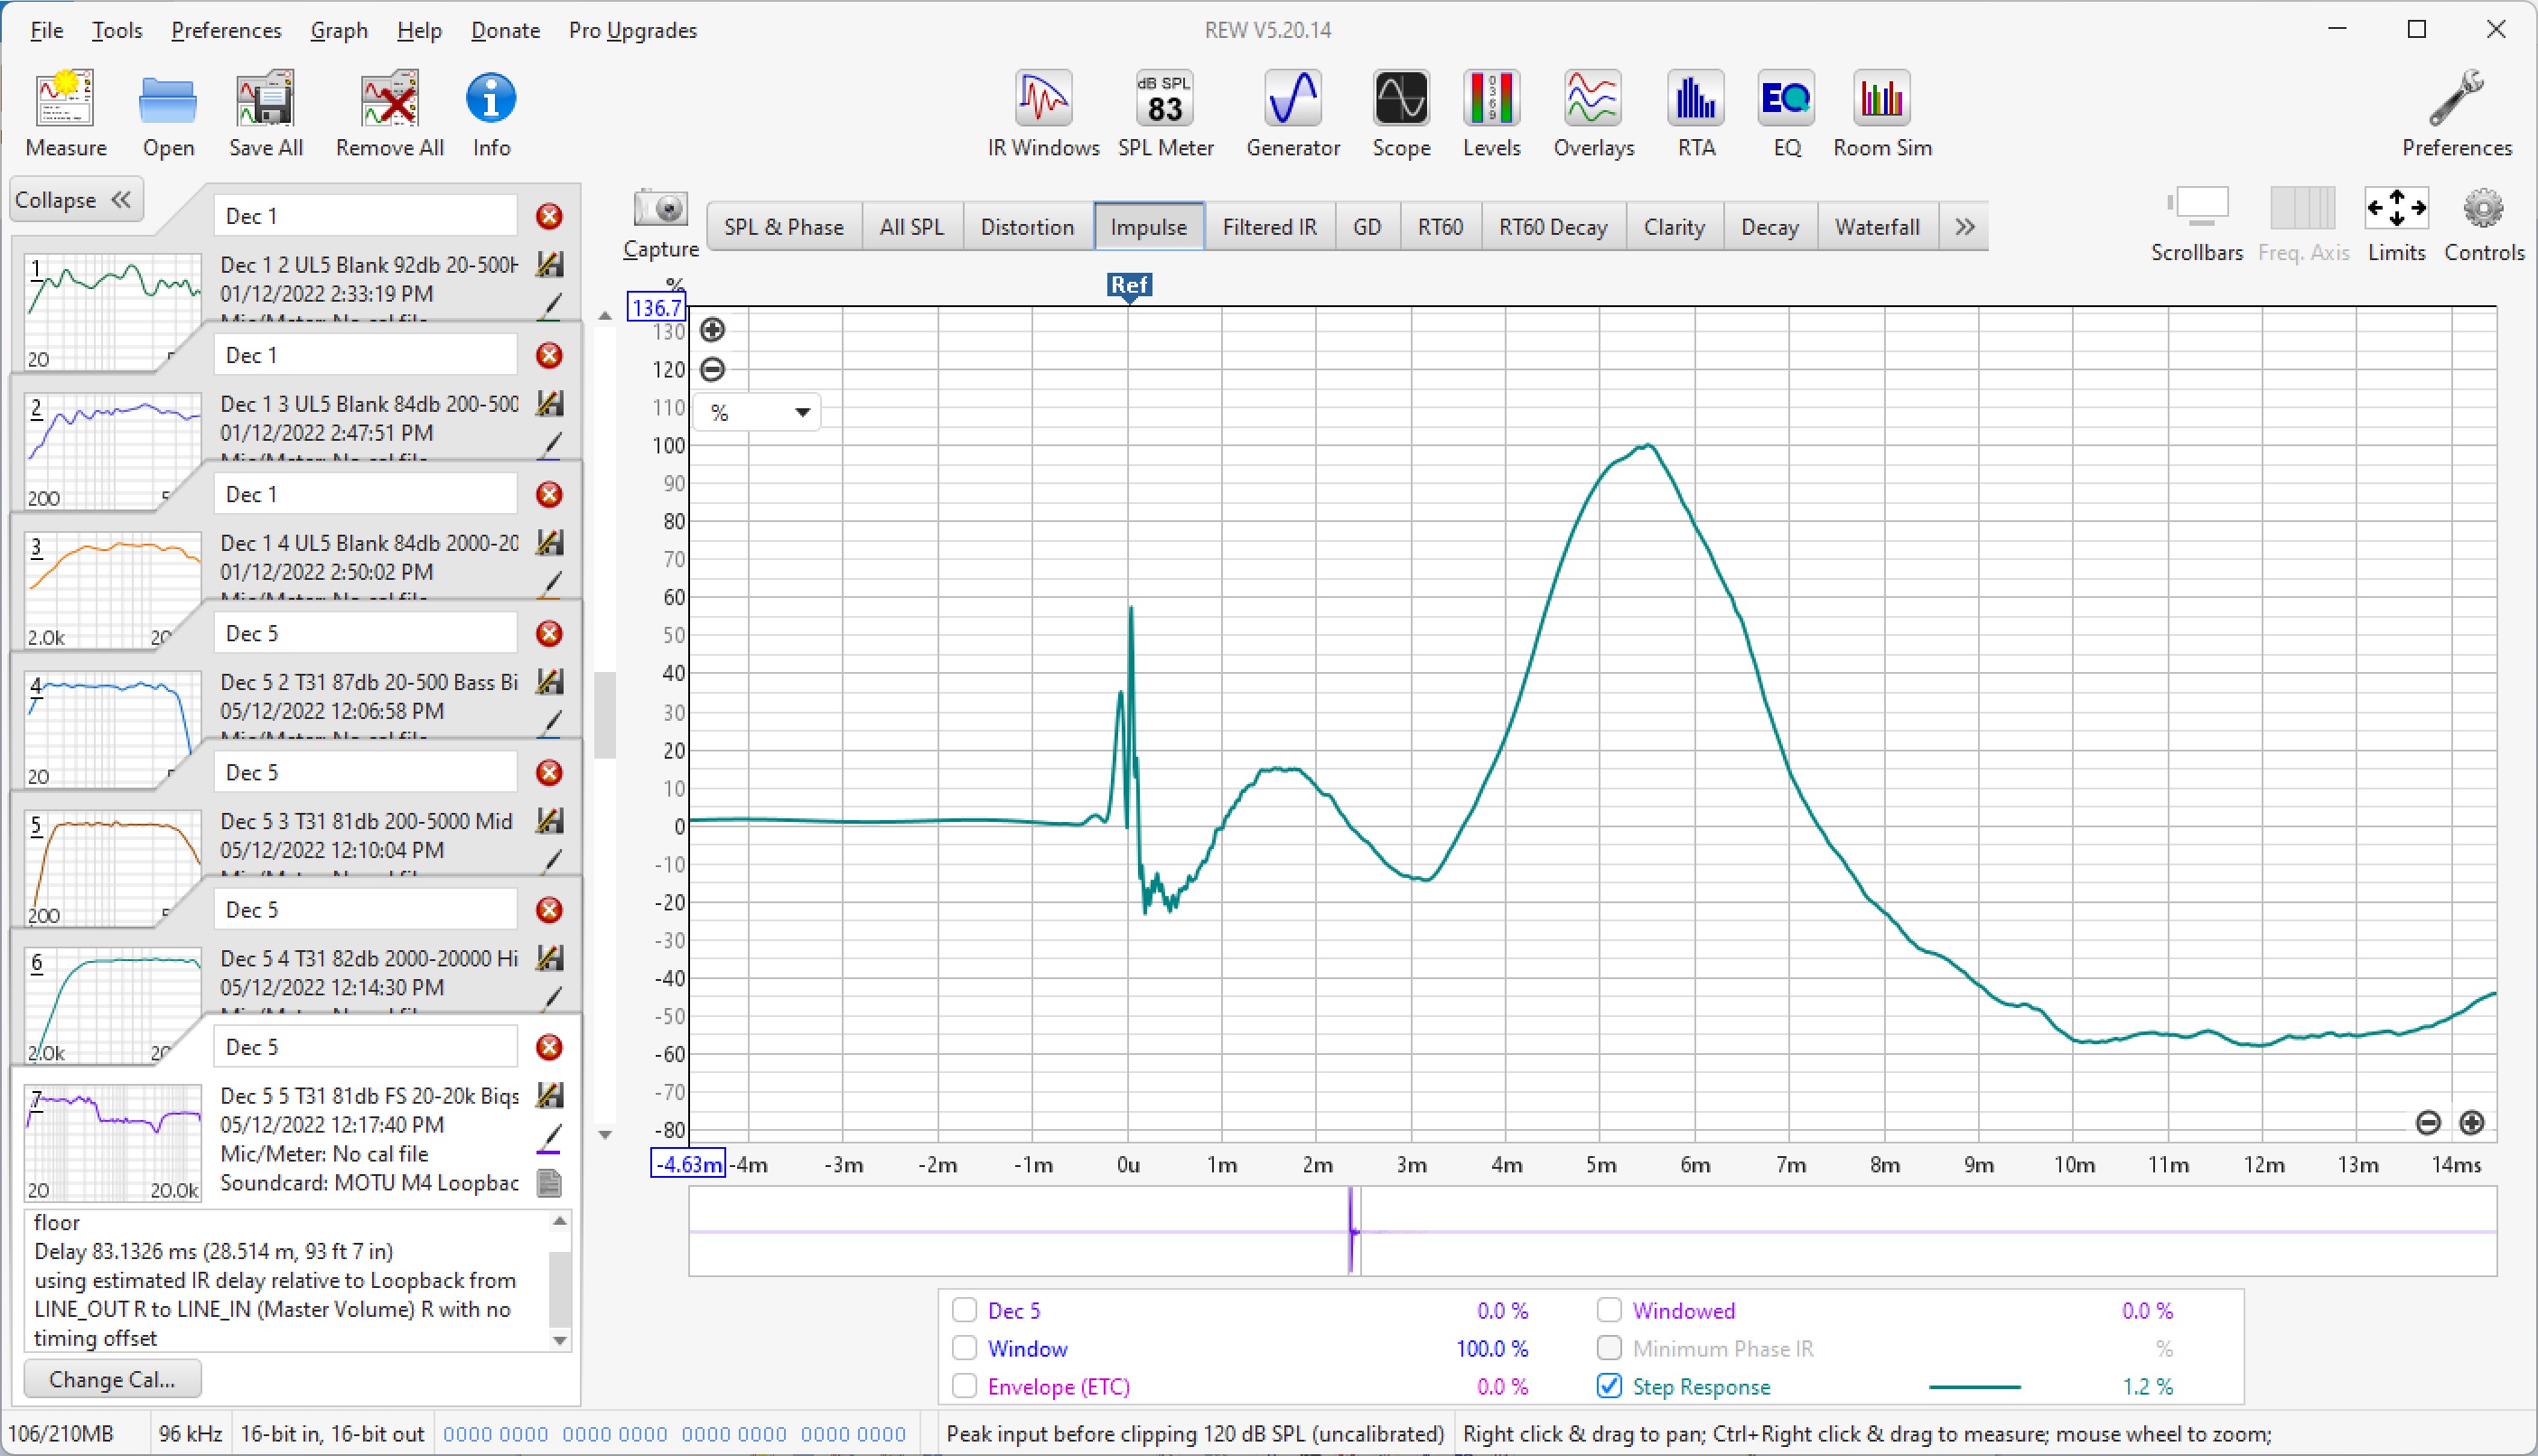 File Tools Preferences Graph Help Donate Pro Upgrades
REW V5.20.14
Measure Open Save All Remove All Info
dB SPL
83
0 3 6 9
EQ
IR Windows SPL Meter Generator Scope Levels Overlays RTA EQ Room Sim
Preferences
Collapse
Dec 1
1
Dec 1 2 UL5 Blank 92db 20-500H
01/12/2022 2:33:19 PM
20
Dec 1
2
Dec 1 3 UL5 Blank 84db 200-500
01/12/2022 2:47:51 PM
200
Dec 1
3
Dec 1 4 UL5 Blank 84db 2000-20
01/12/2022 2:50:02 PM
2.0k
Dec 5
4
Dec 5 2 T31 87db 20-500 Bass Bi
05/12/2022 12:06:58 PM
20
Dec 5
5
Dec 5 3 T31 81db 200-5000 Mid
05/12/2022 12:10:04 PM
200
Dec 5
6
Dec 5 4 T31 82db 2000-20000 Hi
05/12/2022 12:14:30 PM
2.0k
Dec 5
7
Dec 5 5 T31 81db FS 20-20k Biqs
05/12/2022 12:17:40 PM
Mic/Meter: No cal file
Soundcard: MOTU M4 Loopbac
20 20.0k
floor
Delay 83.1326 ms (28.514 m, 93 ft 7 in)
using estimated IR delay relative to Loopback from
LINE_OUT R to LINE_IN (Master Volume) R with no
timing offset
Change Cal...
Capture
SPL & Phase All SPL Distortion Impulse Filtered IR GD RT60 RT60 Decay Clarity Decay Waterfall
Scrollbars Freq. Axis Limits Controls
%
Ref
136.7
130
120
%
110
100
90
80
70
60
50
40
30
20
10
0
-10
-20
-30
-40
-50
-60
-70
-80
-4.63m -4m -3m -2m -1m 0u 1m 2m 3m 4m 5m 6m 7m 8m 9m 10m 11m 12m 13m 14ms
Dec 5 0.0 % Windowed 0.0 %
Window 100.0 % Minimum Phase IR %
Envelope (ETC) 0.0 % Step Response 1.2 %
106/210MB 96 kHz 16-bit in, 16-bit out 0000 0000 0000 0000 0000 0000 0000 0000 Peak input before clipping 120 dB SPL (uncalibrated) Right click & drag to pan; Ctrl+Right click & drag to measure; mouse wheel to zoom;